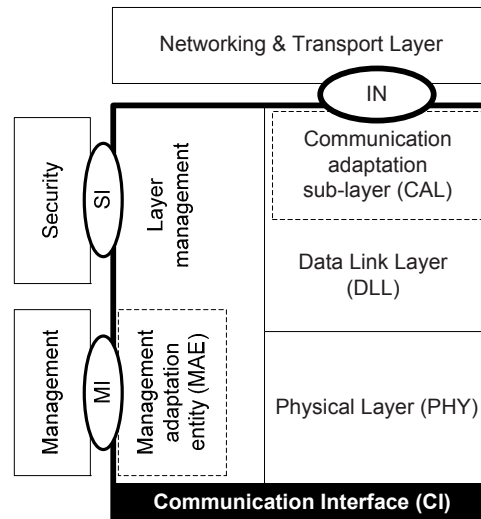 Networking & Transport Layer
IN
Communication
adaptation
sub-layer (CAL)
Security
SI
Layer
management
Data Link Layer
(DLL)
Management
MI
Management
adaptation
entity (MAE)
Physical Layer (PHY)
Communication Interface (CI)